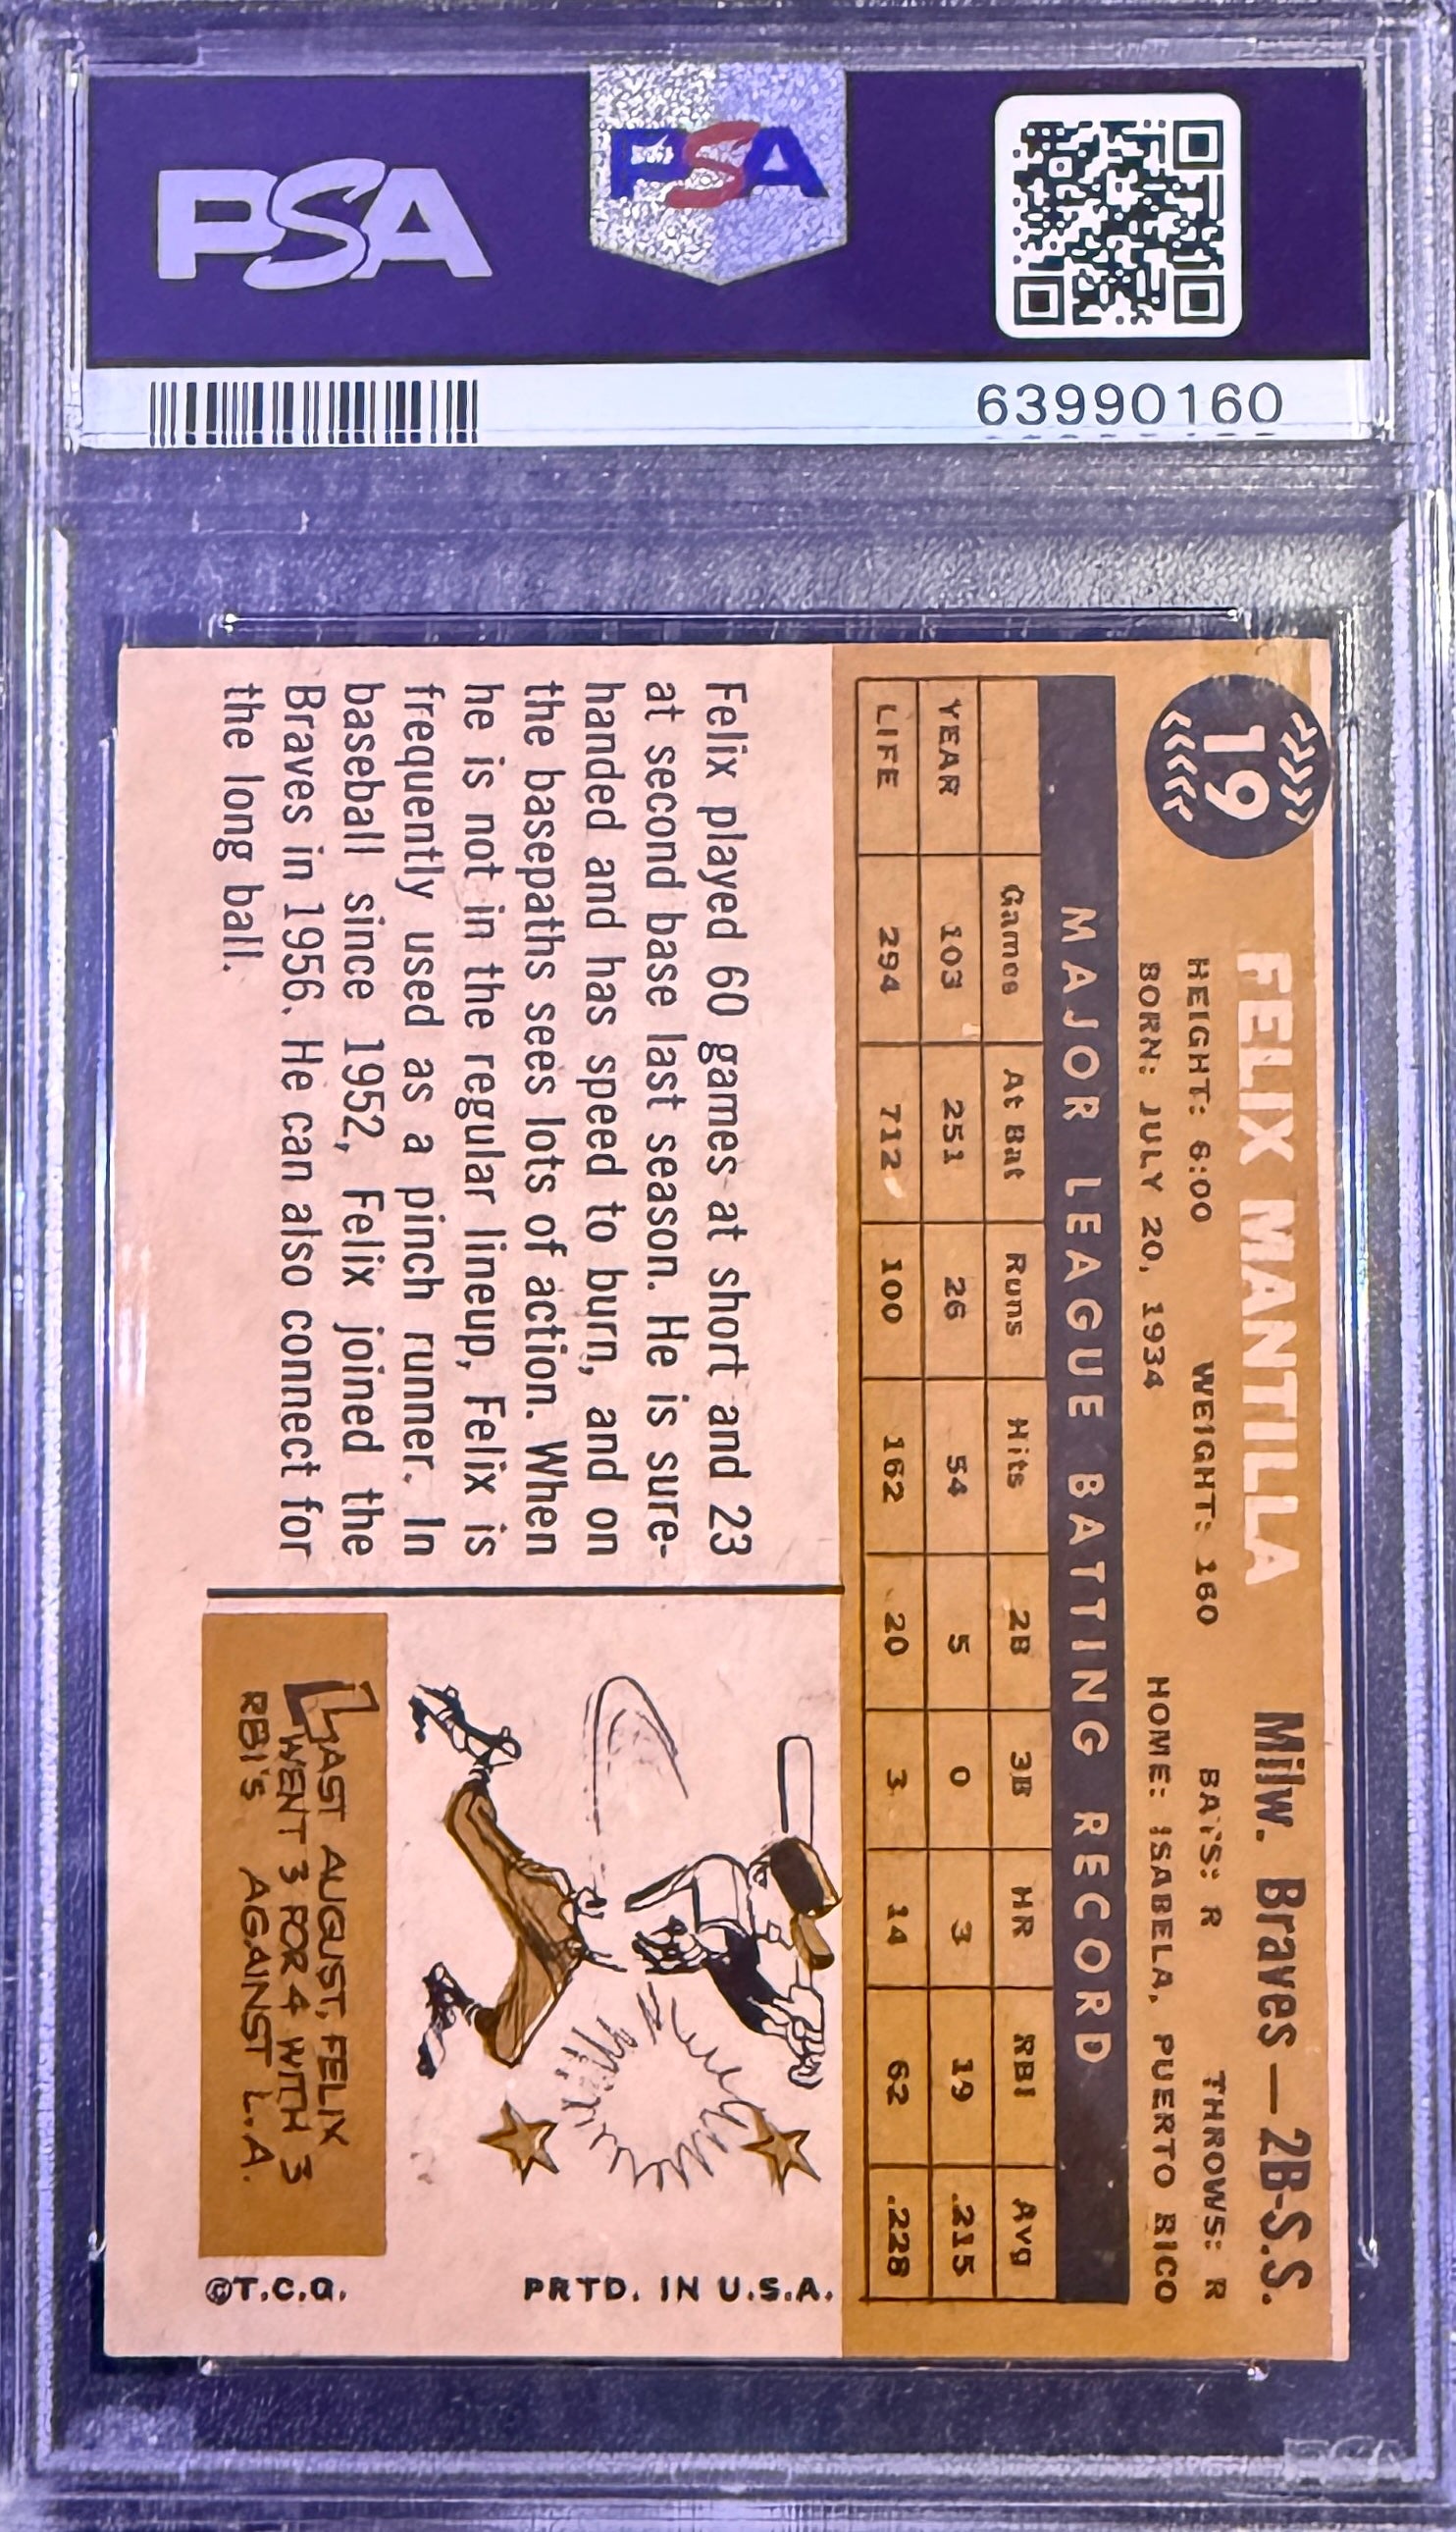 PSA
PSA
63990160
19
FELIX MANTILLA
Milw. Braves — 2B-S.S.
HEIGHT: 6:00 WEIGHT: 160 BATS: R THROWS: R
BORN: JULY 20, 1934 HOME: ISABELA, PUERTO RICO
MAJOR LEAGUE BATTING RECORD
Games At Bat Runs Hits 2B 3B HR RBI Avg
YEAR 103 251 26 54 5 0 3 19 .215
LIFE 294 712 100 162 20 3 14 62 .228
Felix played 60 games at short and 23
at second base last season. He is sure-
handed and has speed to burn, and on
the basepaths sees lots of action. When
he is not in the regular lineup, Felix is
frequently used as a pinch runner. In
baseball since 1952, Felix joined the
Braves in 1956. He can also connect for
the long ball.
LAST AUGUST, FELIX
WENT 3 FOR 4 WITH 3
RBI'S AGAINST L.A.
©T.C.G. PRTD. IN U.S.A.
PSA